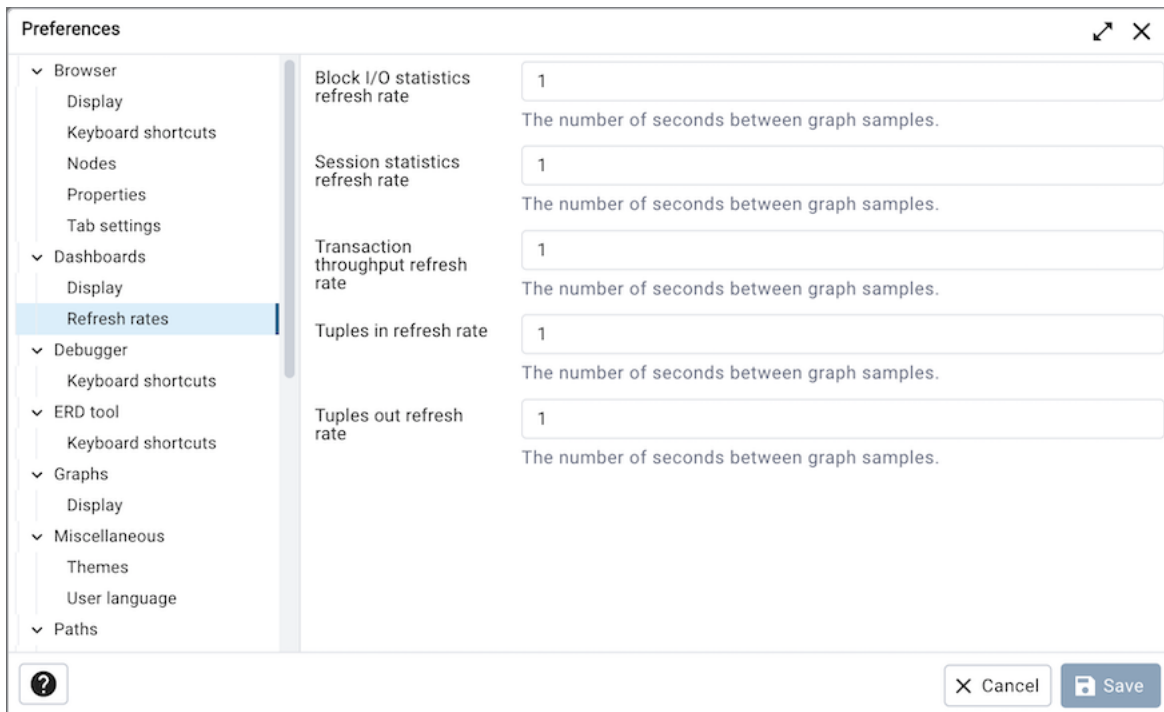 Preferences
Browser
Display
Keyboard shortcuts
Nodes
Properties
Tab settings
Dashboards
Display
Refresh rates
Debugger
Keyboard shortcuts
ERD tool
Keyboard shortcuts
Graphs
Display
Miscellaneous
Themes
User language
Paths
Block I/O statistics
refresh rate
1
The number of seconds between graph samples.
Session statistics
refresh rate
1
The number of seconds between graph samples.
Transaction
throughput refresh
rate
1
The number of seconds between graph samples.
Tuples in refresh rate
1
The number of seconds between graph samples.
Tuples out refresh
rate
1
The number of seconds between graph samples.
?
Cancel
Save